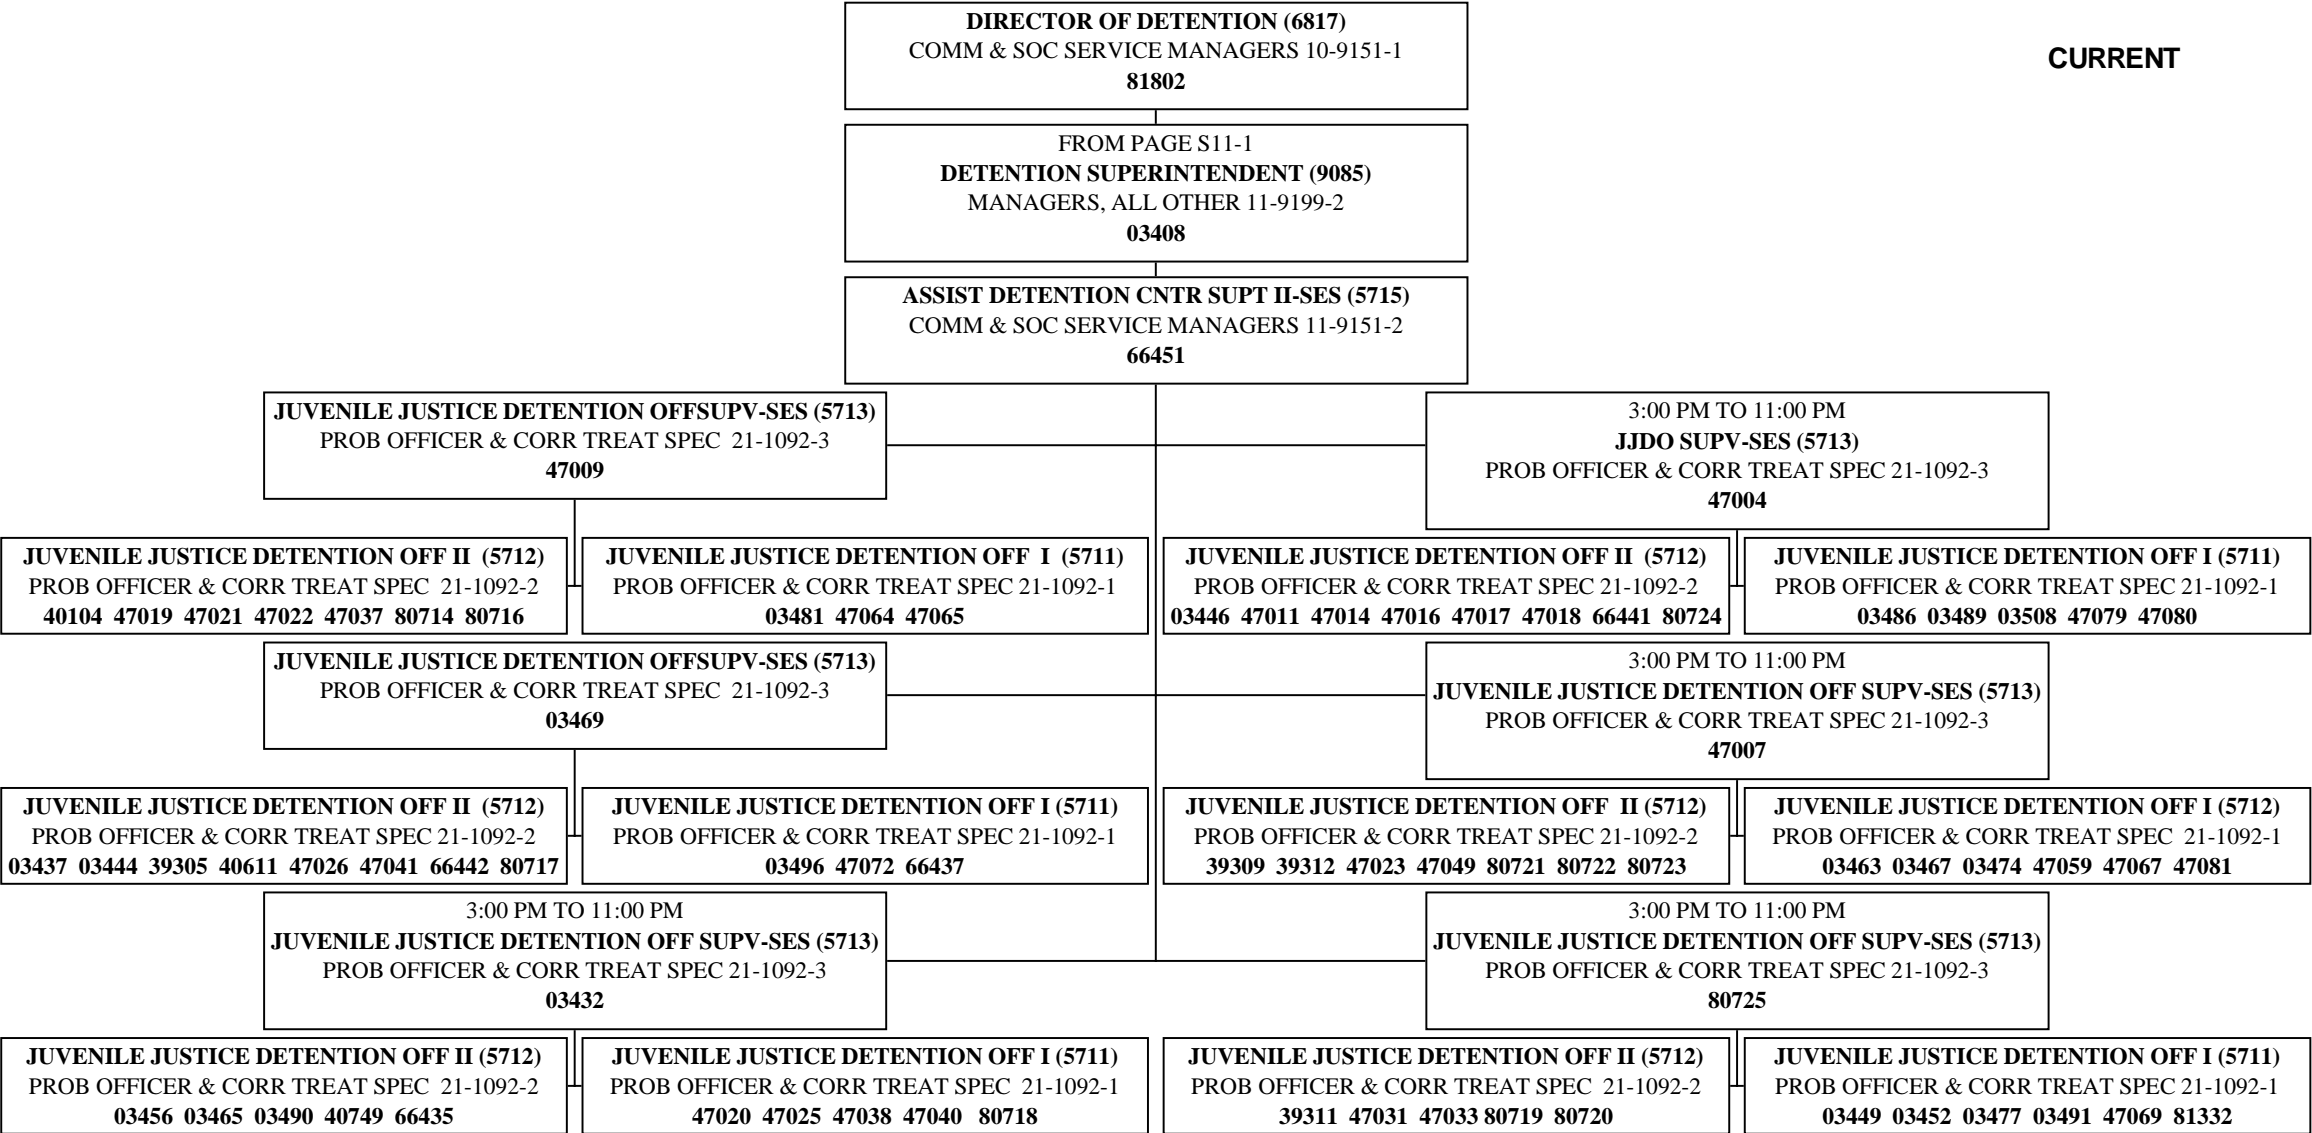 DIRECTOR OF DETENTION (6817)
COMM & SOC SERVICE MANAGERS 10-9151-1
81802
CURRENT
FROM PAGE S11-1
DETENTION SUPERINTENDENT (9085)
MANAGERS, ALL OTHER 11-9199-2
03408
ASSIST DETENTION CNTR SUPT II-SES (5715)
COMM & SOC SERVICE MANAGERS 11-9151-2
66451
JUVENILE JUSTICE DETENTION OFFSUPV-SES (5713)
PROB OFFICER & CORR TREAT SPEC 21-1092-3
47009
3:00 PM TO 11:00 PM
JJDO SUPV-SES (5713)
PROB OFFICER & CORR TREAT SPEC 21-1092-3
47004
JUVENILE JUSTICE DETENTION OFF II (5712)
PROB OFFICER & CORR TREAT SPEC 21-1092-2
40104 47019 47021 47022 47037 80714 80716
JUVENILE JUSTICE DETENTION OFF I (5711)
PROB OFFICER & CORR TREAT SPEC 21-1092-1
03481 47064 47065
JUVENILE JUSTICE DETENTION OFF II (5712)
PROB OFFICER & CORR TREAT SPEC 21-1092-2
03446 47011 47014 47016 47017 47018 66441 80724
JUVENILE JUSTICE DETENTION OFF I (5711)
PROB OFFICER & CORR TREAT SPEC 21-1092-1
03486 03489 03508 47079 47080
JUVENILE JUSTICE DETENTION OFFSUPV-SES (5713)
PROB OFFICER & CORR TREAT SPEC 21-1092-3
03469
3:00 PM TO 11:00 PM
JUVENILE JUSTICE DETENTION OFF SUPV-SES (5713)
PROB OFFICER & CORR TREAT SPEC 21-1092-3
47007
JUVENILE JUSTICE DETENTION OFF II (5712)
PROB OFFICER & CORR TREAT SPEC 21-1092-2
03437 03444 39305 40611 47026 47041 66442 80717
JUVENILE JUSTICE DETENTION OFF I (5711)
PROB OFFICER & CORR TREAT SPEC 21-1092-1
03496 47072 66437
JUVENILE JUSTICE DETENTION OFF II (5712)
PROB OFFICER & CORR TREAT SPEC 21-1092-2
39309 39312 47023 47049 80721 80722 80723
JUVENILE JUSTICE DETENTION OFF I (5712)
PROB OFFICER & CORR TREAT SPEC 21-1092-1
03463 03467 03474 47059 47067 47081
3:00 PM TO 11:00 PM
JUVENILE JUSTICE DETENTION OFF SUPV-SES (5713)
PROB OFFICER & CORR TREAT SPEC 21-1092-3
03432
3:00 PM TO 11:00 PM
JUVENILE JUSTICE DETENTION OFF SUPV-SES (5713)
PROB OFFICER & CORR TREAT SPEC 21-1092-3
80725
JUVENILE JUSTICE DETENTION OFF II (5712)
PROB OFFICER & CORR TREAT SPEC 21-1092-2
03456 03465 03490 40749 66435
JUVENILE JUSTICE DETENTION OFF I (5711)
PROB OFFICER & CORR TREAT SPEC 21-1092-1
47020 47025 47038 47040 80718
JUVENILE JUSTICE DETENTION OFF II (5712)
PROB OFFICER & CORR TREAT SPEC 21-1092-2
39311 47031 47033 80719 80720
JUVENILE JUSTICE DETENTION OFF I (5711)
PROB OFFICER & CORR TREAT SPEC 21-1092-1
03449 03452 03477 03491 47069 81332